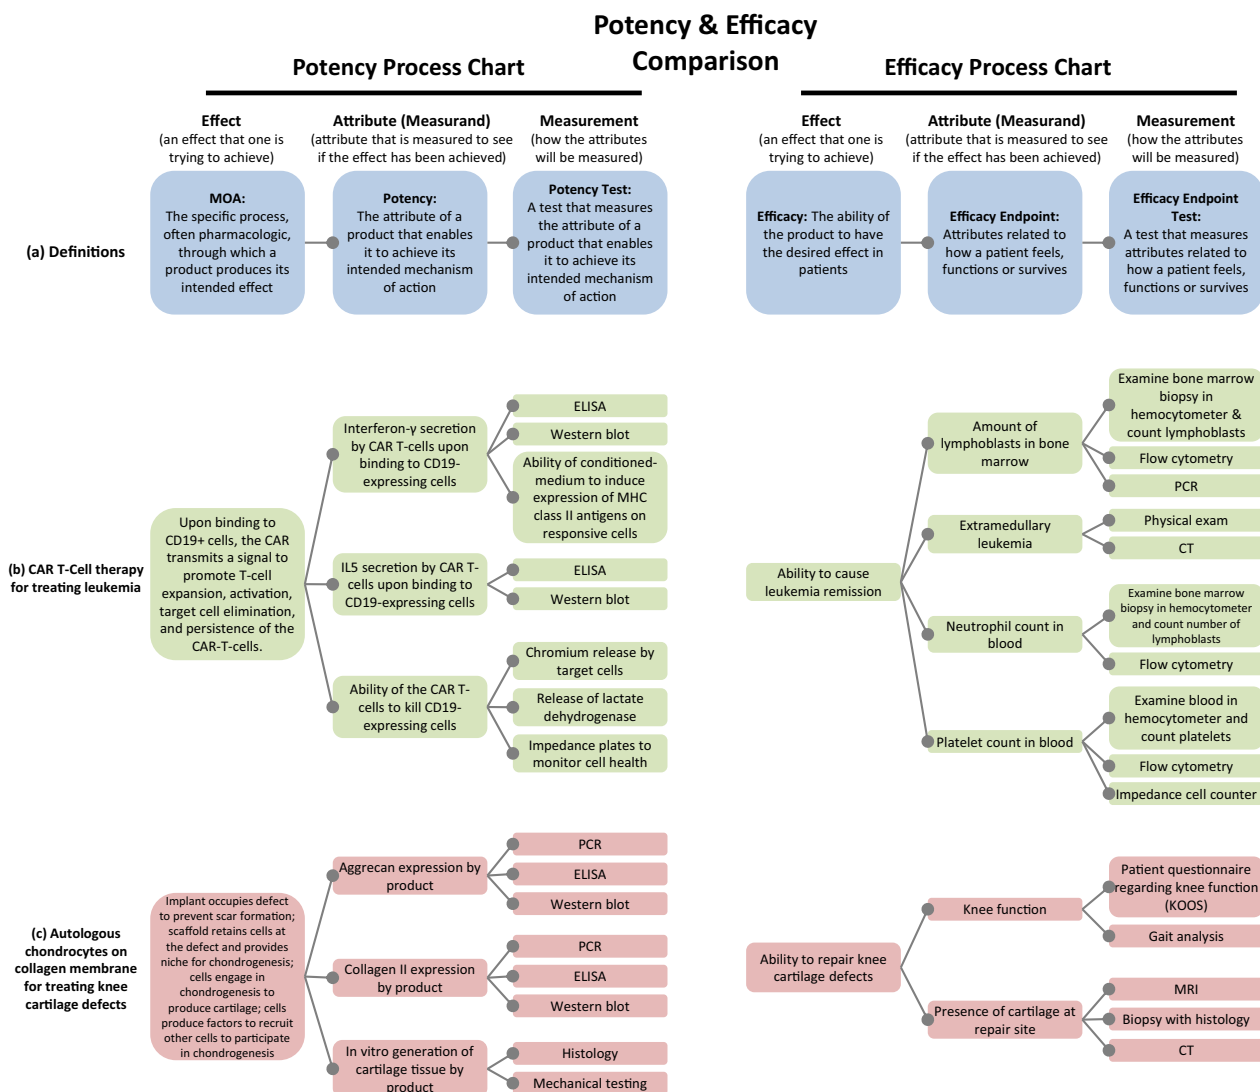 Potency & Efficacy
Comparison
Potency Process Chart
Efficacy Process Chart
Effect
(an effect that one is
trying to achieve)
Attribute (Measurand)
(attribute that is measured to see
if the effect has been achieved)
Measurement
(how the attributes
will be measured)
Effect
(an effect that one is
trying to achieve)
Attribute (Measurand)
(attribute that is measured to see
if the effect has been achieved)
Measurement
(how the attributes
will be measured)
(a) Definitions
MOA:
The specific process,
often pharmacologic,
through which a
product produces its
intended effect
Potency:
The attribute of a
product that enables
it to achieve its
intended mechanism
of action
Potency Test:
A test that measures
the attribute of a
product that enables
it to achieve its
intended mechanism
of action
Efficacy: The ability of
the product to have
the desired effect in
patients
Efficacy Endpoint:
Attributes related to
how a patient feels,
functions or survives
Efficacy Endpoint
Test:
A test that measures
attributes related to
how a patient feels,
functions or survives
(b) CAR T-Cell therapy
for treating leukemia
Upon binding to
CD19+ cells, the CAR
transmits a signal to
promote T-cell
expansion, activation,
target cell elimination,
and persistence of the
CAR-T-cells.
Interferon-γ secretion
by CAR T-cells upon
binding to CD19-
expressing cells
ELISA
Western blot
Ability of conditioned-
medium to induce
expression of MHC
class II antigens on
responsive cells
IL5 secretion by CAR T-
cells upon binding to
CD19-expressing cells
ELISA
Western blot
Ability of the CAR T-
cells to kill CD19-
expressing cells
Chromium release by
target cells
Release of lactate
dehydrogenase
Impedance plates to
monitor cell health
Ability to cause
leukemia remission
Amount of
lymphoblasts in bone
marrow
Examine bone marrow
biopsy in
hemocytometer &
count lymphoblasts
Flow cytometry
PCR
Extramedullary
leukemia
Physical exam
CT
Neutrophil count in
blood
Examine bone marrow
biopsy in hemocytometer
and count number of
lymphoblasts
Flow cytometry
Platelet count in blood
Examine blood in
hemocytometer and
count platelets
Flow cytometry
Impedance cell counter
(c) Autologous
chondrocytes on
collagen membrane
for treating knee
cartilage defects
Implant occupies defect
to prevent scar formation;
scaffold retains cells at
the defect and provides
niche for chondrogenesis;
cells engage in
chondrogenesis to
produce cartilage; cells
produce factors to recruit
other cells to participate
in chondrogenesis
Aggrecan expression by
product
PCR
ELISA
Western blot
Collagen II expression
by product
PCR
ELISA
Western blot
In vitro generation of
cartilage tissue by
product
Histology
Mechanical testing
Ability to repair knee
cartilage defects
Knee function
Patient questionnaire
regarding knee function
(KOOS)
Gait analysis
Presence of cartilage at
repair site
MRI
Biopsy with histology
CT